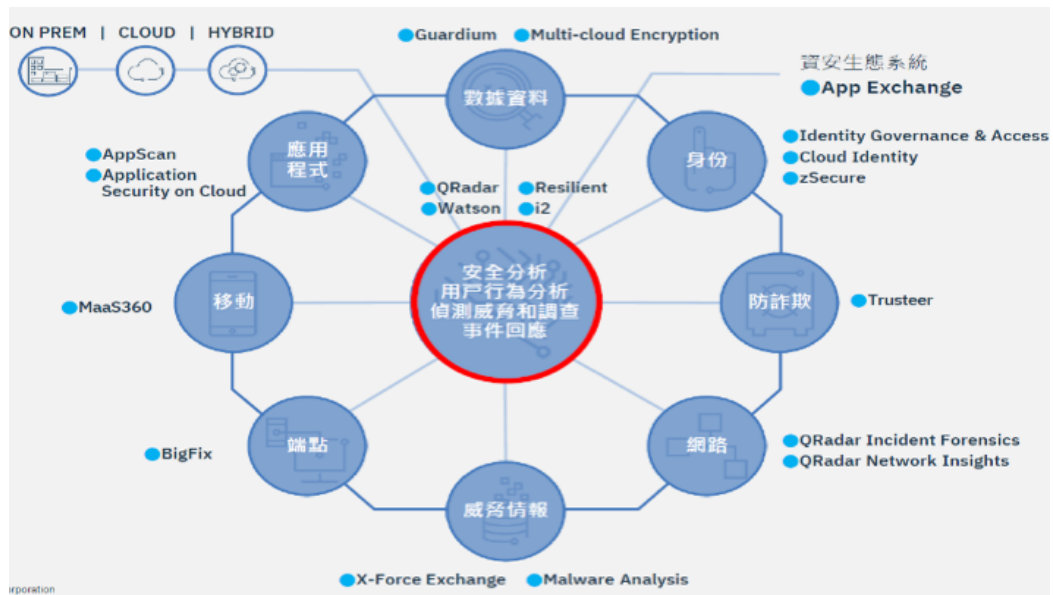 ON PREM | CLOUD | HYBRID
Guardium
Multi-cloud Encryption
資安生態系統
App Exchange
數據資料
應用
程式
身份
AppScan
Application
Security on Cloud
Identity Governance & Access
Cloud Identity
zSecure
QRadar
Resilient
Watson
i2
安全分析
用戶行為分析
偵測威脅和調查
事件回應
移動
MaaS360
防詐欺
Trusteer
端點
BigFix
網路
QRadar Incident Forensics
QRadar Network Insights
威脅情報
X-Force Exchange
Malware Analysis
orporation